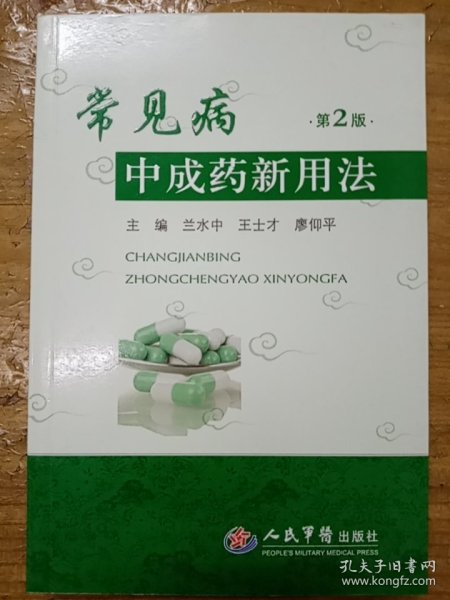 常见病
·第2版·
中成药新用法
主 编 兰水中 王士才 廖仰平
CHANGJIANBING
ZHONGCHENGYAO XINYONGFA
人民军医出版社
PEOPLE'S MILITARY MEDICAL PRESS
孔夫子旧书网
www.kongfz.com